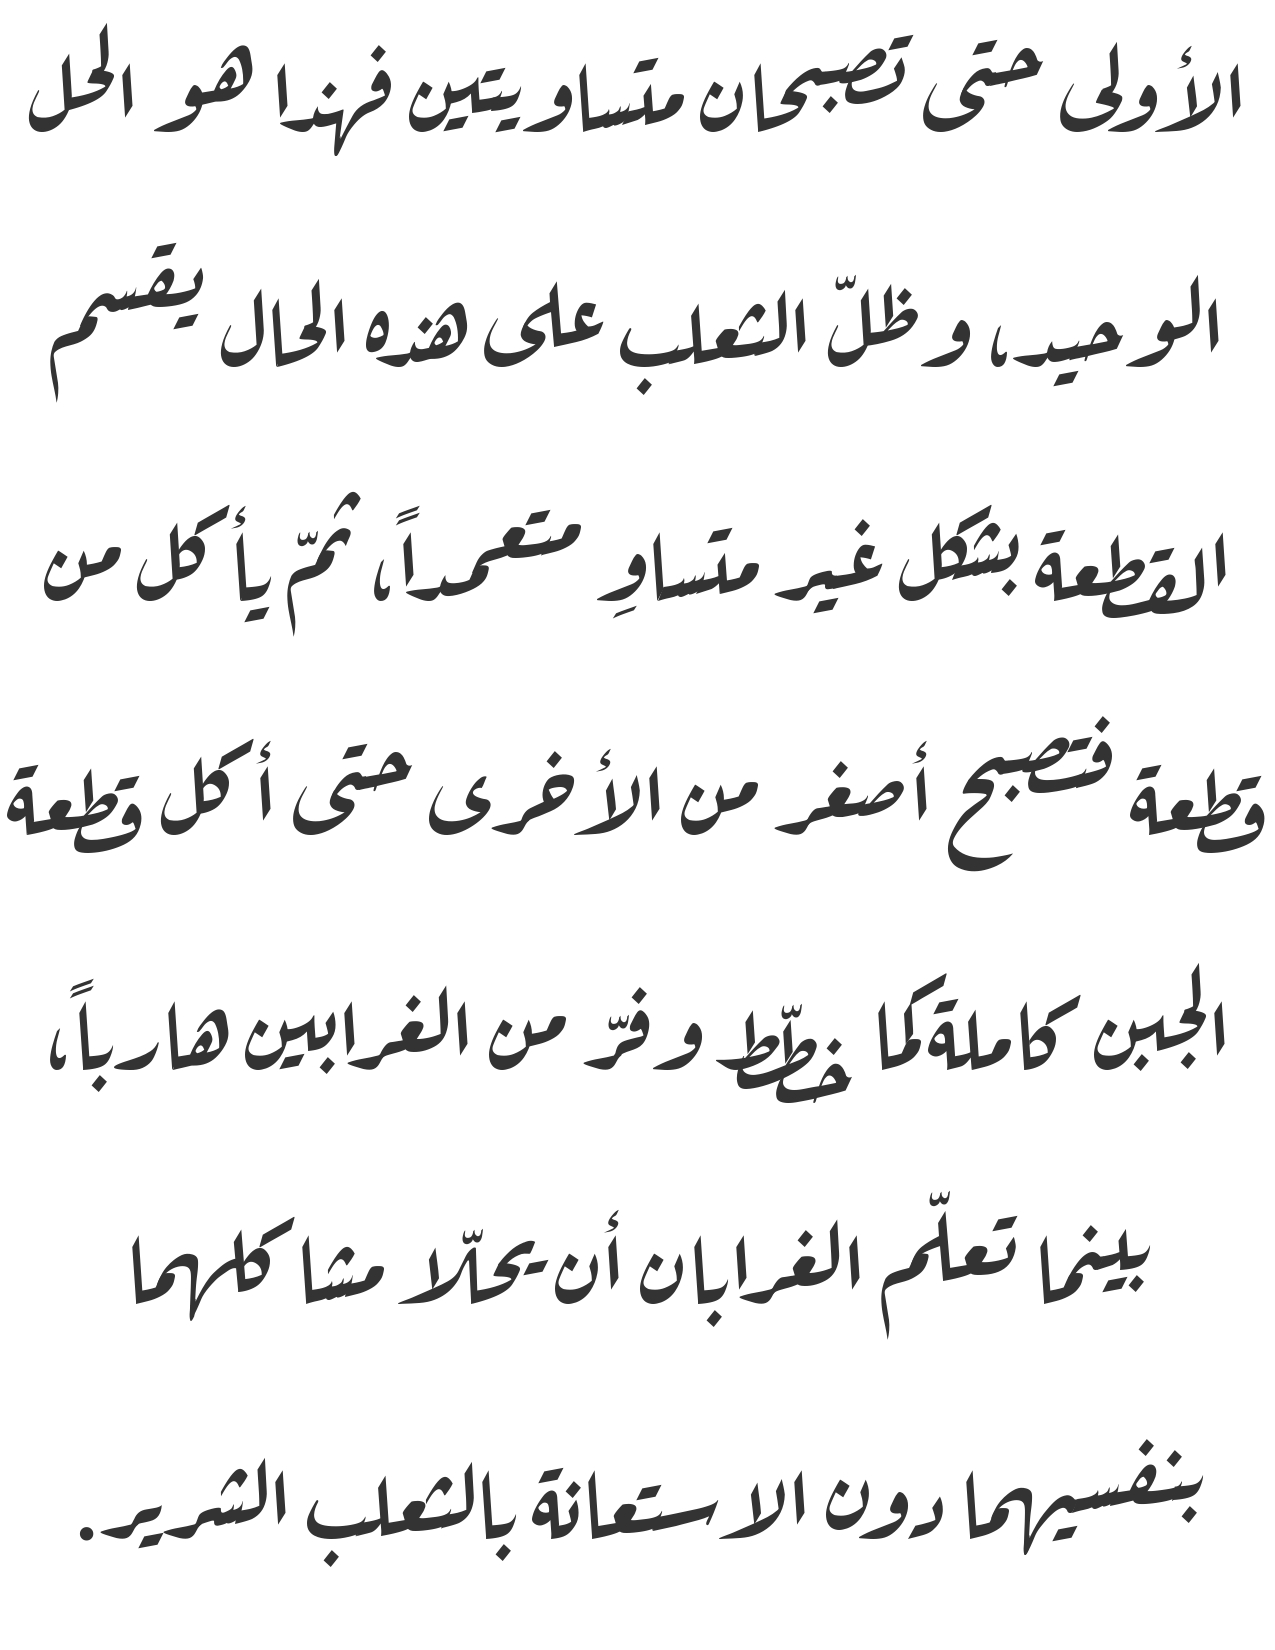 الأولى حتى تصبحان متساويتين فهذا هو الحل
الوحيد، وظلّ الثعلب على هذه الحال يقسم
القطعة بشكل غير متساوِ متعمداً، ثمّ يأكل من
قطعة فتصبح أصغر من الأخرى حتى أكل قطعة
الجبن كاملة كما خطّط وفرّ من الغرابين هارباً،
بينما تعلّم الغرابان أن يحلّا مشاكلهما
بنفسيهما دون الاستعانة بالثعلب الشرير.